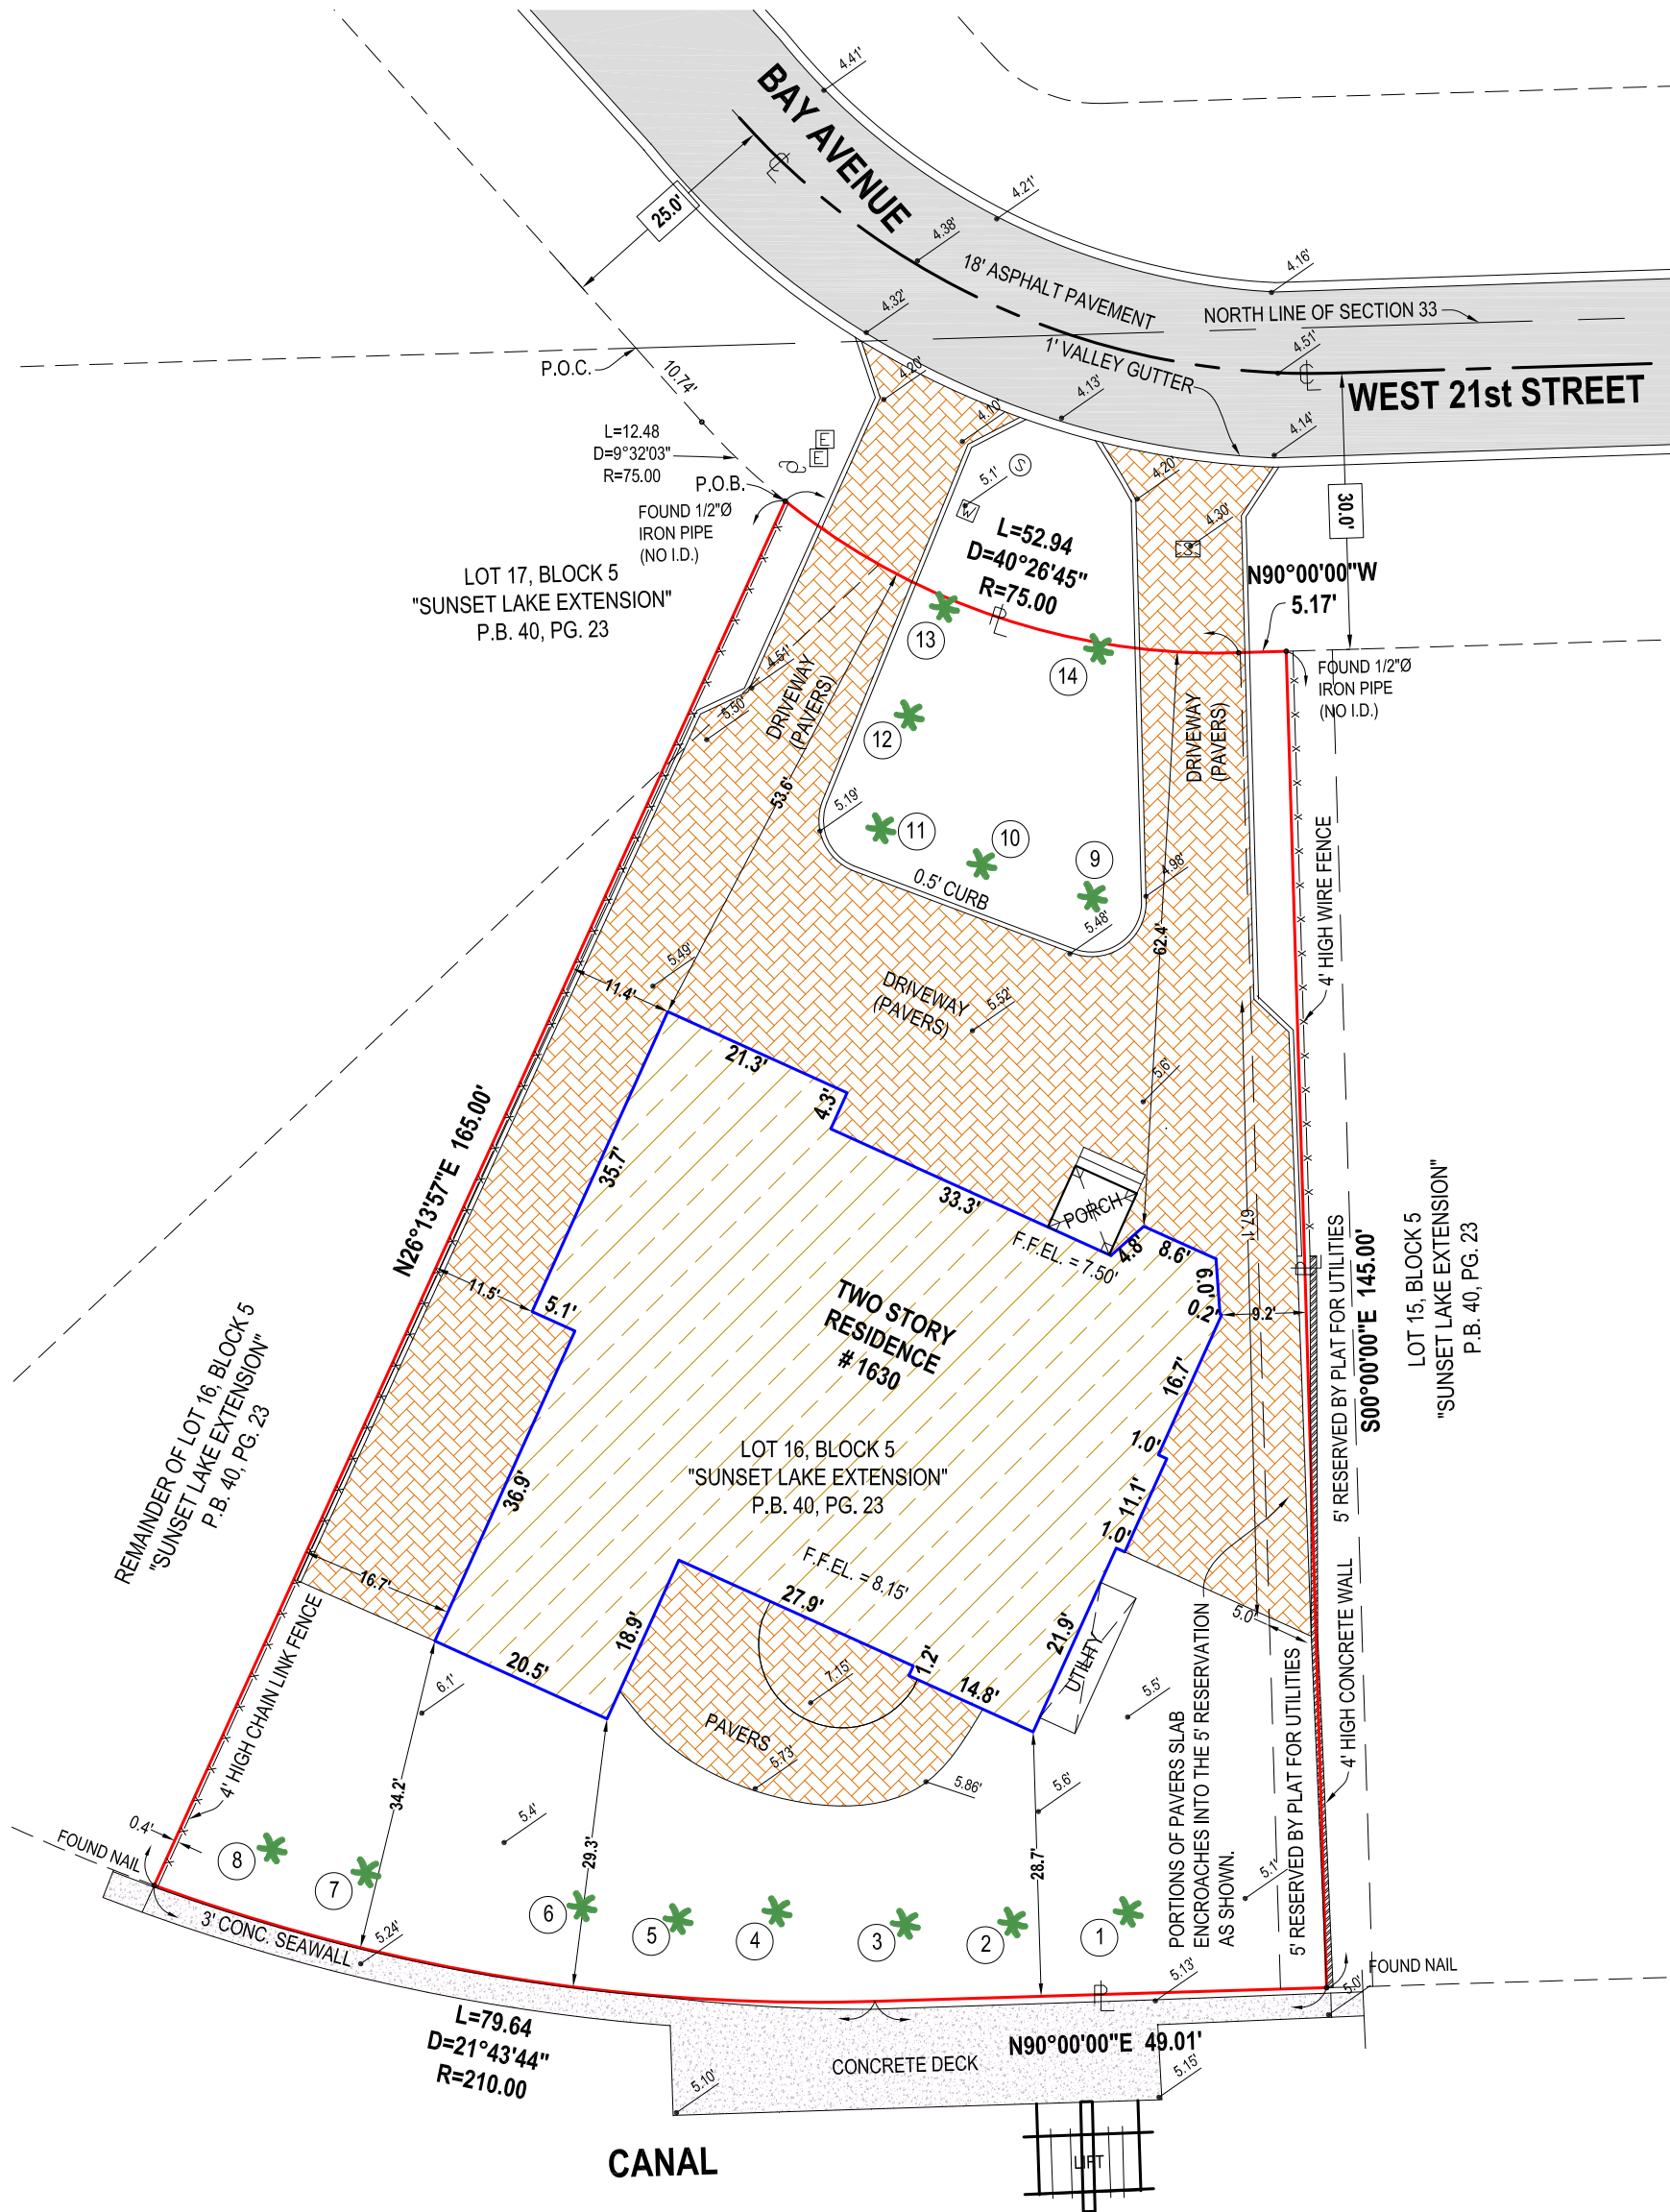 4.41'
BAY AVENUE
25.0'
4.21'
4.38'
4.16'
18' ASPHALT PAVEMENT
4.32'
NORTH LINE OF SECTION 33
4.51'
1' VALLEY GUTTER
WEST 21st STREET
P.O.C.
10.74'
4.20'
4.13'
4.10'
4.14'
L=12.48
D=9°32'03"
R=75.00
E
E
P.O.B.
5.1'
S
W
4.20'
4.30'
30.0'
FOUND 1/2"Ø
IRON PIPE
(NO I.D.)
L=52.94
D=40°26'45"
R=75.00
N90°00'00"W
5.17'
LOT 17, BLOCK 5
"SUNSET LAKE EXTENSION"
P.B. 40, PG. 23
13
14
FOUND 1/2"Ø
IRON PIPE
(NO I.D.)
4.51'
5.50'
DRIVEWAY
(PAVERS)
12
DRIVEWAY
(PAVERS)
53.6'
5.19'
11
10
9
0.5' CURB
4.98'
5.48'
62.4'
4' HIGH WIRE FENCE
5.49'
11.4'
DRIVEWAY
(PAVERS)
5.52'
21.3'
4.3'
5.6'
N26°13'57"E 165.00'
35.7'
33.3'
PORCH
F.F.EL. = 7.50'
4.8'
8.6'
6.0'
0.2'
9.2'
67.1'
11.5'
5.1'
TWO STORY
RESIDENCE
# 1630
5' RESERVED BY PLAT FOR UTILITIES
S00°00'00"E 145.00'
LOT 15, BLOCK 5
"SUNSET LAKE EXTENSION"
P.B. 40, PG. 23
REMAINDER OF LOT 16, BLOCK 5
"SUNSET LAKE EXTENSION"
P.B. 40, PG. 23
16.7'
1.0'
LOT 16, BLOCK 5
"SUNSET LAKE EXTENSION"
P.B. 40, PG. 23
36.9'
11.1'
1.0'
F.F.EL. = 8.15'
16.7'
27.9'
18.9'
21.9'
UTILITY
5.0'
4' HIGH CHAIN LINK FENCE
20.5'
1.2'
14.8'
7.15'
6.1'
PAVERS
5.73'
5.86'
5.5'
5.6'
5.4'
PORTIONS OF PAVERS SLAB
ENCROACHES INTO THE 5' RESERVATION
AS SHOWN.
5' RESERVED BY PLAT FOR UTILITIES
4' HIGH CONCRETE WALL
34.2'
29.3'
28.7'
0.4'
FOUND NAIL
8
7
6
5
4
3
2
1
5.1'
3' CONC. SEAWALL
5.24'
5.13'
FOUND NAIL
5.0'
L=79.64
D=21°43'44"
R=210.00
N90°00'00"E 49.01'
CONCRETE DECK
5.10'
5.15'
CANAL
LIFT